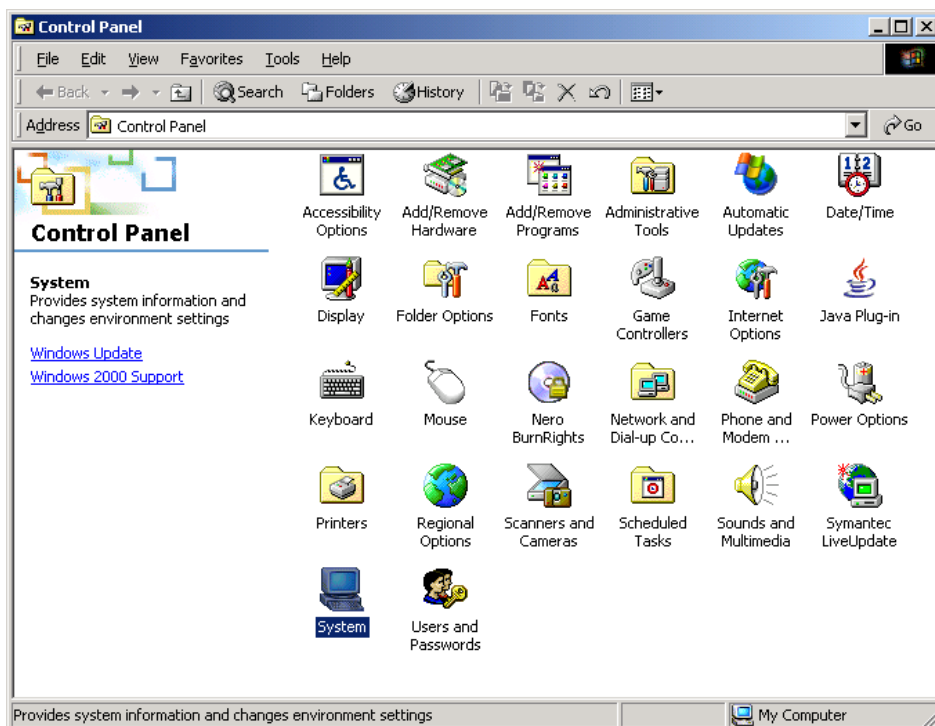 Control Panel
File Edit View Favorites Tools Help
Back Search Folders History
Address Control Panel Go
Control Panel
System
Provides system information and
changes environment settings
Windows Update
Windows 2000 Support
Accessibility
Options
Add/Remove
Hardware
Add/Remove
Programs
Administrative
Tools
Automatic
Updates
Date/Time
Display
Folder Options
Fonts
Game
Controllers
Internet
Options
Java Plug-in
Keyboard
Mouse
Nero
BurnRights
Network and
Dial-up Co...
Phone and
Modem ...
Power Options
Printers
Regional
Options
Scanners and
Cameras
Scheduled
Tasks
Sounds and
Multimedia
Symantec
LiveUpdate
System
Users and
Passwords
Provides system information and changes environment settings My Computer